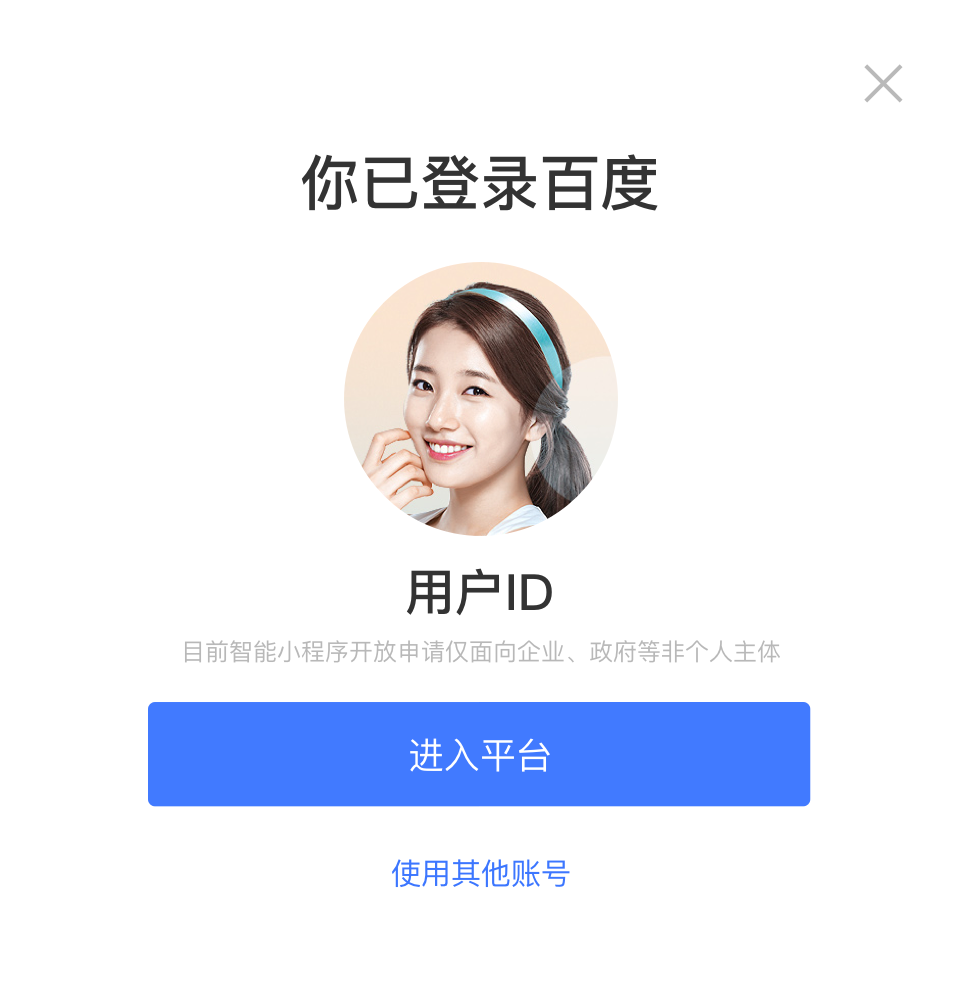 你已登录百度
用户ID
目前智能小程序开放申请仅面向企业、政府等非个人主体
进入平台
使用其他账号